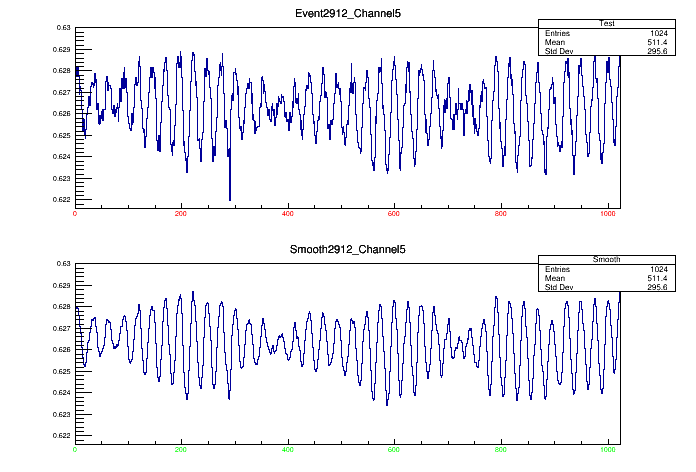 Event2912_Channel5
Test
Entries 1024
Mean 511.4
Std Dev 295.6
0.63
0.629
0.628
0.627
0.626
0.625
0.624
0.623
0.622
0 200 400 600 800 1000
Smooth2912_Channel5
Smooth
Entries 1024
Mean 511.4
Std Dev 295.6
0.63
0.629
0.628
0.627
0.626
0.625
0.624
0.623
0.622
0 200 400 600 800 1000